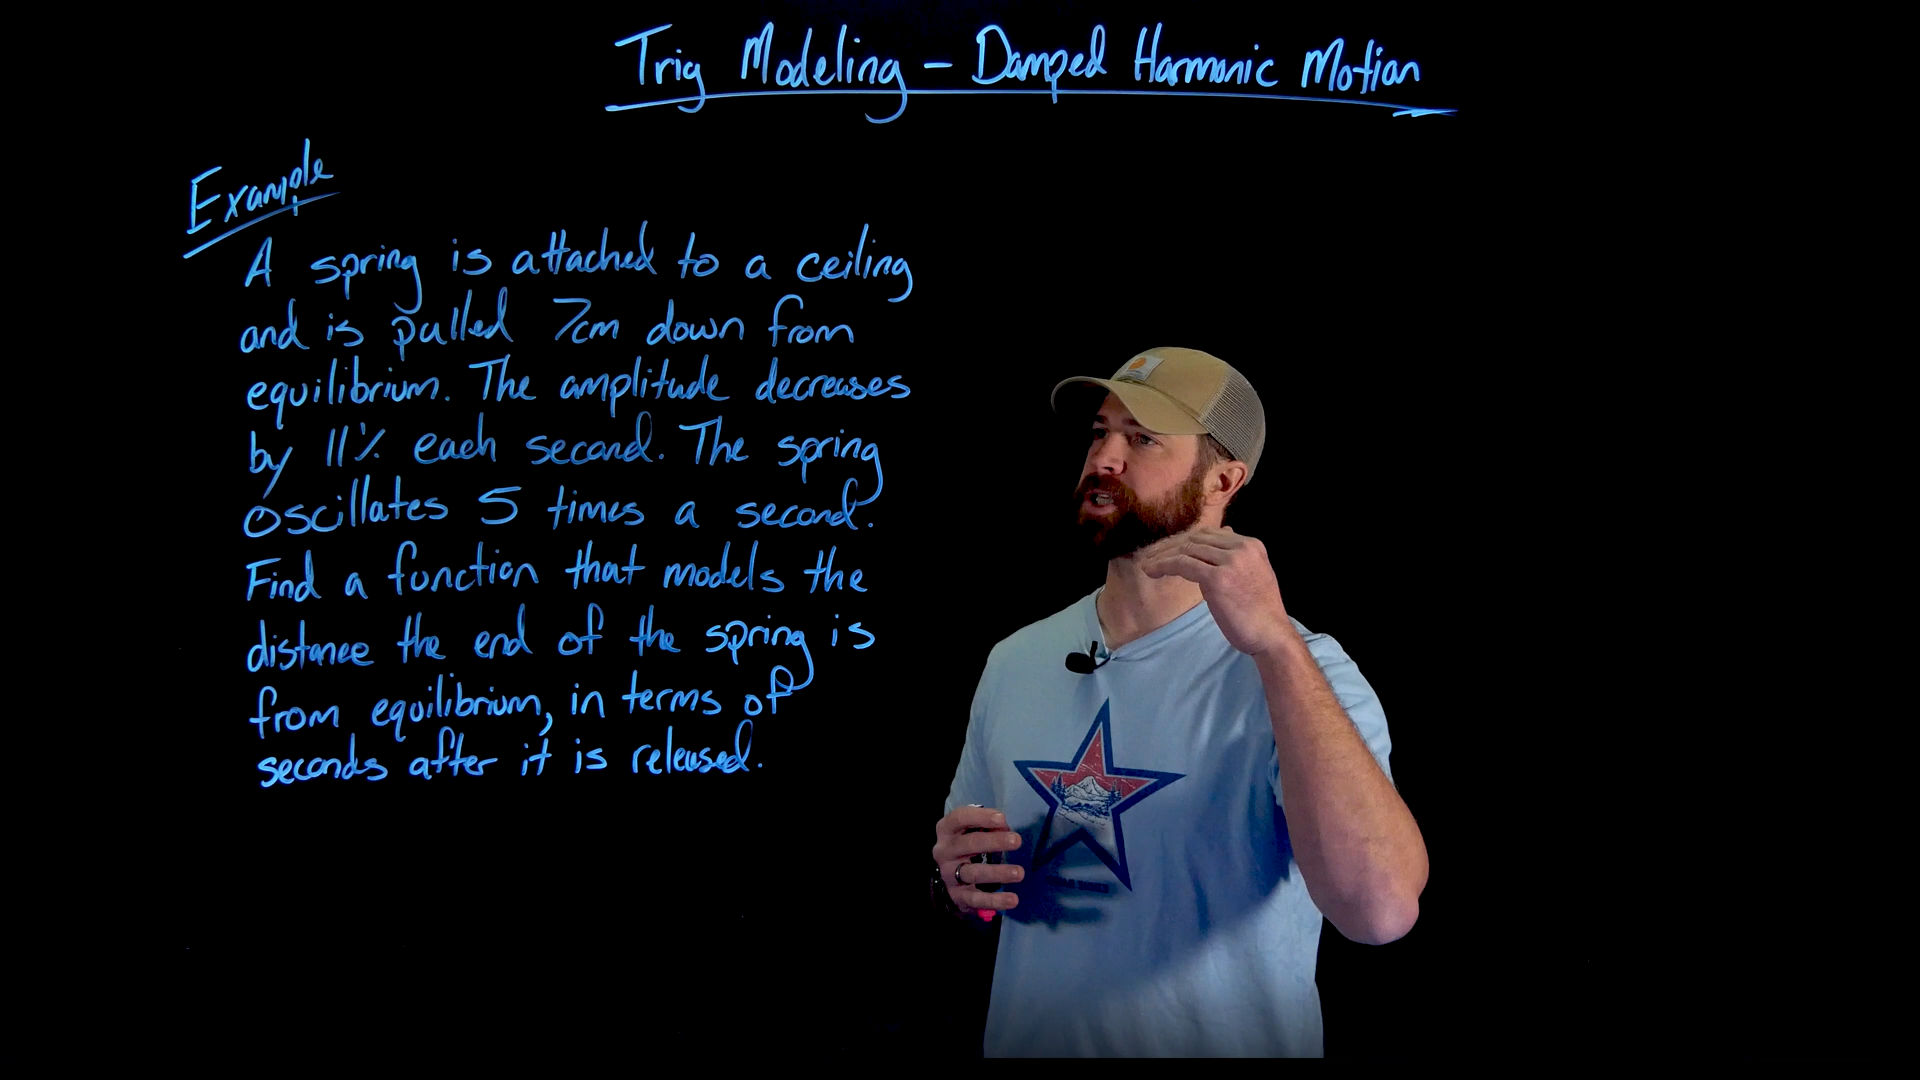 Trig Modeling - Damped Harmonic Motion
Example
A spring is attached to a ceiling
and is pulled 7cm down from
equilibrium. The amplitude decreases
by 11% each second. The spring
oscillates 5 times a second.
Find a function that models the
distance the end of the spring is
from equilibrium, in terms of
seconds after it is released.